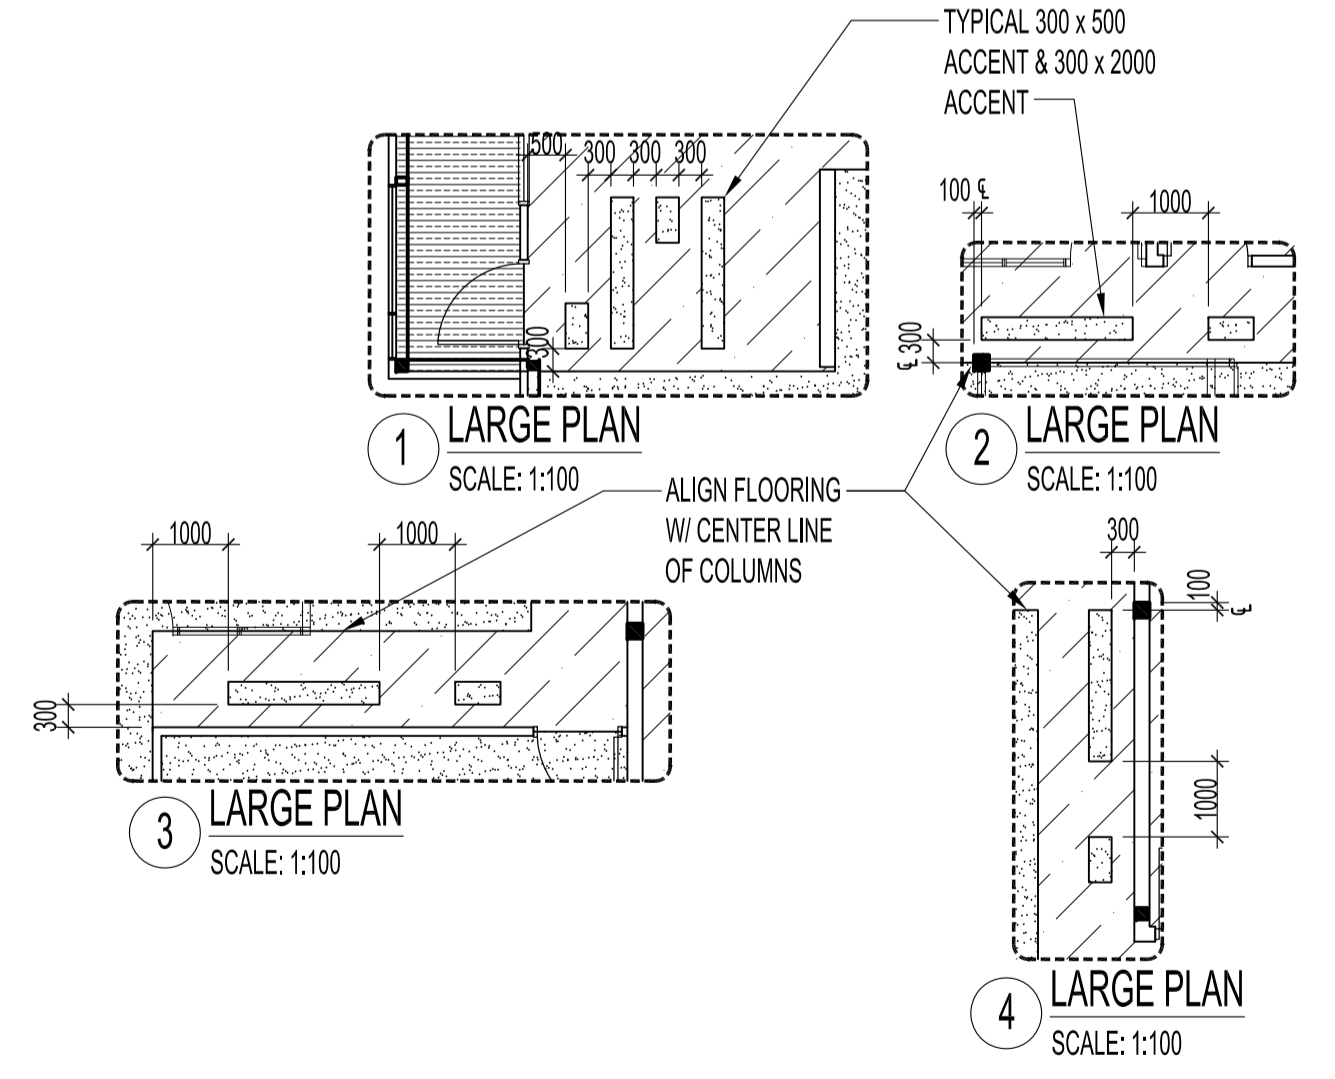 TYPICAL 300 x 500
ACCENT & 300 x 2000
ACCENT
500
300 300 300
300
1
LARGE PLAN
SCALE: 1:100
100 ℄
1000
300
℄
2
LARGE PLAN
SCALE: 1:100
ALIGN FLOORING
W/ CENTER LINE
OF COLUMNS
1000
1000
300
3
LARGE PLAN
SCALE: 1:100
300
100
℄
1000
4
LARGE PLAN
SCALE: 1:100